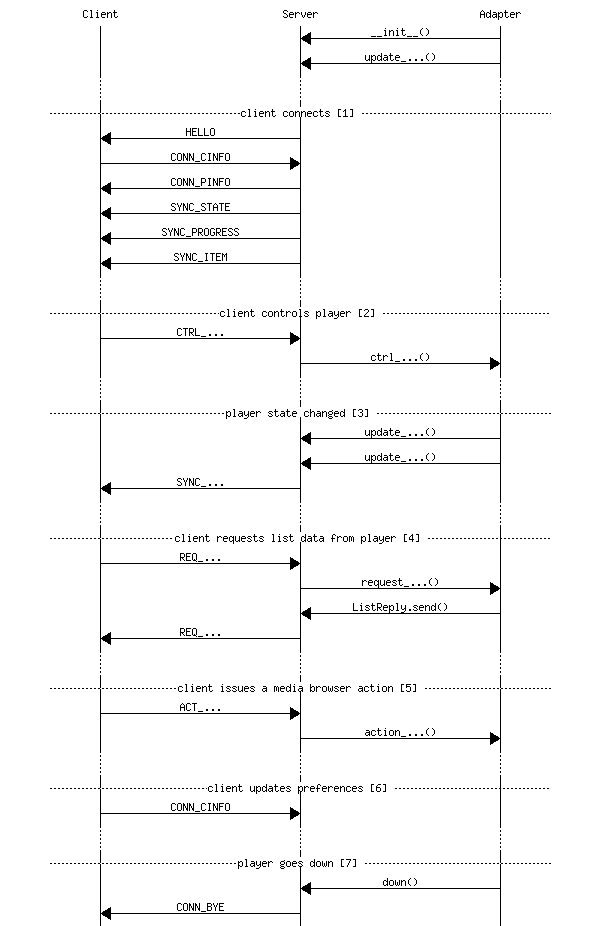 Client Server Adapter
__init__()
update_...()
client connects [1]
HELLO
CONN_CINFO
CONN_PINFO
SYNC_STATE
SYNC_PROGRESS
SYNC_ITEM
client controls player [2]
CTRL_...
ctrl_...()
player state changed [3]
update_...()
update_...()
SYNC_...
client requests list data from player [4]
REQ_...
request_...()
ListReply.send()
REQ_...
client issues a media browser action [5]
ACT_...
action_...()
client updates preferences [6]
CONN_CINFO
player goes down [7]
down()
CONN_BYE